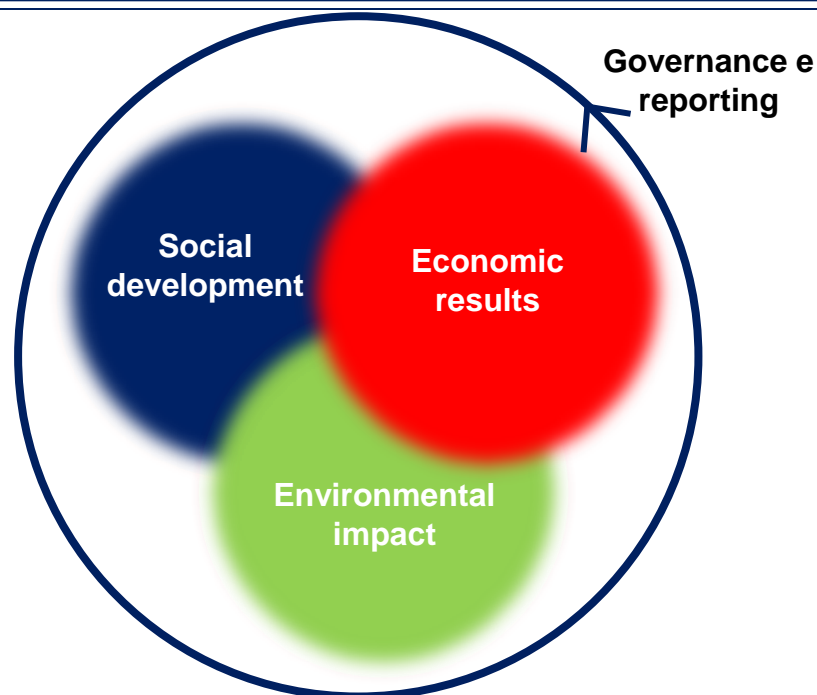 Governance e
reporting
Social
development
Economic
results
Environmental
impact